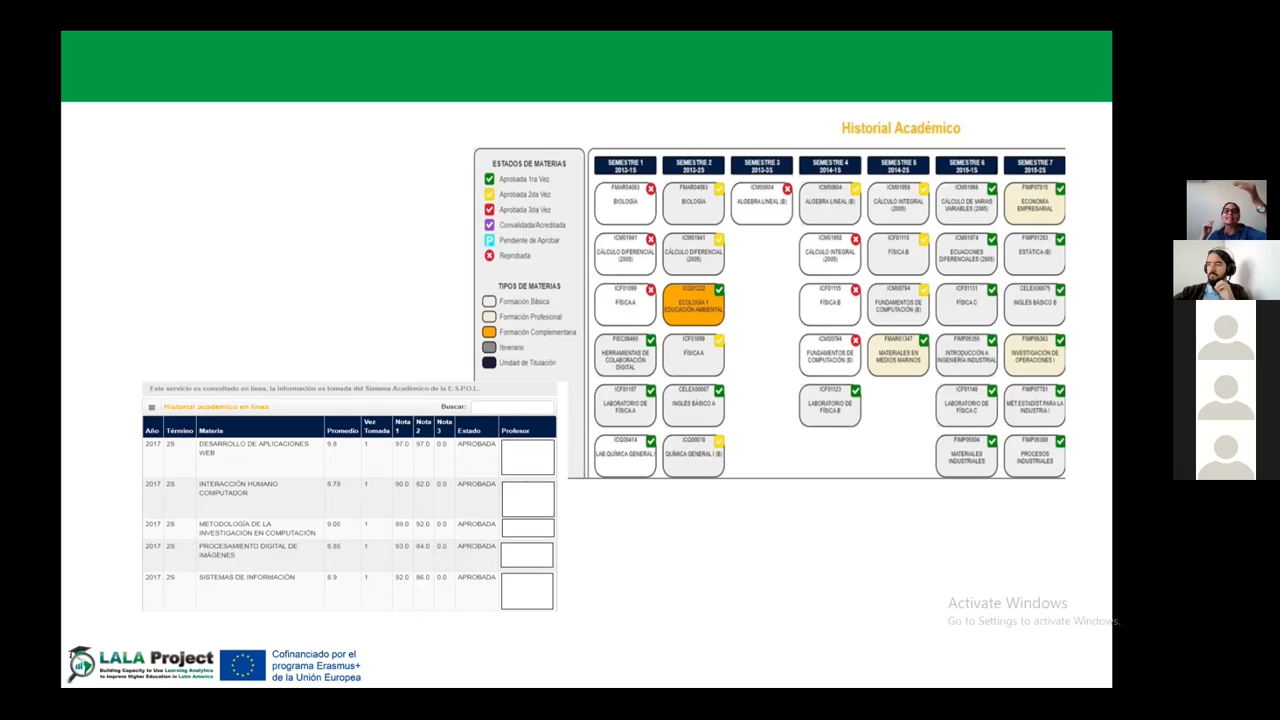 Historial Académico
ESTADOS DE MATERIAS
Aprobada 1ra Vez
Aprobada 2da Vez
Aprobada 3da Vez
Convalidada/Acreditada
Pendiente de Aprobar
Reprobada
TIPOS DE MATERIAS
Formación Básica
Formación Profesional
Formación Complementaria
Itinerario
Unidad de Titulación
SEMESTRE 1
2013-1S
FMAR04093
BIOLOGÍA
ICM01941
CÁLCULO DIFERENCIAL
(2005)
ICF01099
FÍSICA A
FIEC06460
HERRAMIENTAS DE
COLABORACIÓN
DIGITAL
ICF01107
LABORATORIO DE
FÍSICA A
ICQ00414
LAB.QUÍMICA GENERAL I
SEMESTRE 2
2013-2S
FMAR04093
BIOLOGÍA
ICM01941
CÁLCULO DIFERENCIAL
(2005)
ICQ01222
ECOLOGÍA Y
EDUCACIÓN AMBIENTAL
ICF01099
FÍSICA A
CELEX00067
INGLÉS BÁSICO A
ICQ00018
QUÍMICA GENERAL I (B)
SEMESTRE 3
2013-3S
ICM00604
ALGEBRA LINEAL (B)
SEMESTRE 4
2014-1S
ICM00604
ALGEBRA LINEAL (B)
ICM01958
CÁLCULO INTEGRAL
(2005)
ICF01115
FÍSICA B
ICM00794
FUNDAMENTOS DE
COMPUTACIÓN (B)
ICF01123
LABORATORIO DE
FÍSICA B
SEMESTRE 5
2014-2S
ICM01958
CÁLCULO INTEGRAL
(2005)
ICF01115
FÍSICA B
ICM00794
FUNDAMENTOS DE
COMPUTACIÓN (B)
FMAR01347
MATERIALES EN
MEDIOS MARINOS
SEMESTRE 6
2015-1S
ICM01966
CÁLCULO DE VARIAS
VARIABLES (2005)
ICM01974
ECUACIONES
DIFERENCIALES (2005)
ICF01131
FÍSICA C
FIMP05355
INTRODUCCIÓN A
INGENIERÍA INDUSTRIAL
ICF01149
LABORATORIO DE
FÍSICA C
FIMP05504
MATERIALES
INDUSTRIALES
SEMESTRE 7
2015-2S
FIMP07815
ECONOMÍA
EMPRESARIAL
FIMP01263
ESTÁTICA (B)
CELEX00075
INGLÉS BÁSICO B
FIMP05363
INVESTIGACIÓN DE
OPERACIONES I
FIMP07781
MÉT.ESTADÍST.PARA LA
INDUSTRIA I
FIMP05389
PROCESOS
INDUSTRIALES
Este servicio es consultado en línea, la información es tomada del Sistema Académico de la E.S.P.O.L.
Historial académico en línea Buscar:
Año Término Materia Promedio Vez Tomada Nota 1 Nota 2 Nota 3 Estado Profesor
2017 2S DESARROLLO DE APLICACIONES WEB 9.8 1 97.0 97.0 0.0 APROBADA
2017 2S INTERACCIÓN HUMANO COMPUTADOR 8.78 1 90.0 82.0 0.0 APROBADA
2017 2S METODOLOGÍA DE LA INVESTIGACIÓN EN COMPUTACIÓN 9.05 1 89.0 92.0 0.0 APROBADA
2017 2S PROCESAMIENTO DIGITAL DE IMÁGENES 8.85 1 93.0 84.0 0.0 APROBADA
2017 2S SISTEMAS DE INFORMACIÓN 8.9 1 92.0 86.0 0.0 APROBADA
Activate Windows
Go to Settings to activate Windows.
LALA Project
Building Capacity to Use Learning Analytics
to Improve Higher Education in Latin America
Cofinanciado por el
programa Erasmus+
de la Unión Europea